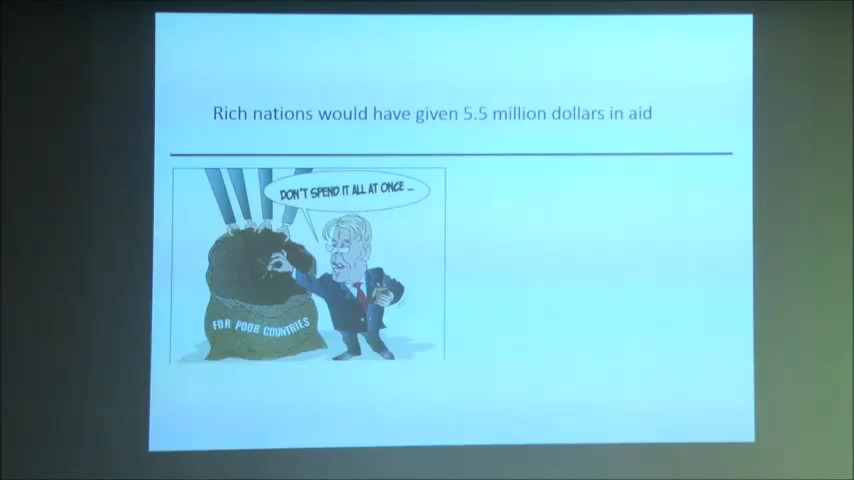 Rich nations would have given 5.5 million dollars in aid
DON'T SPEND IT ALL AT ONCE ...
FOR POOR COUNTRIES